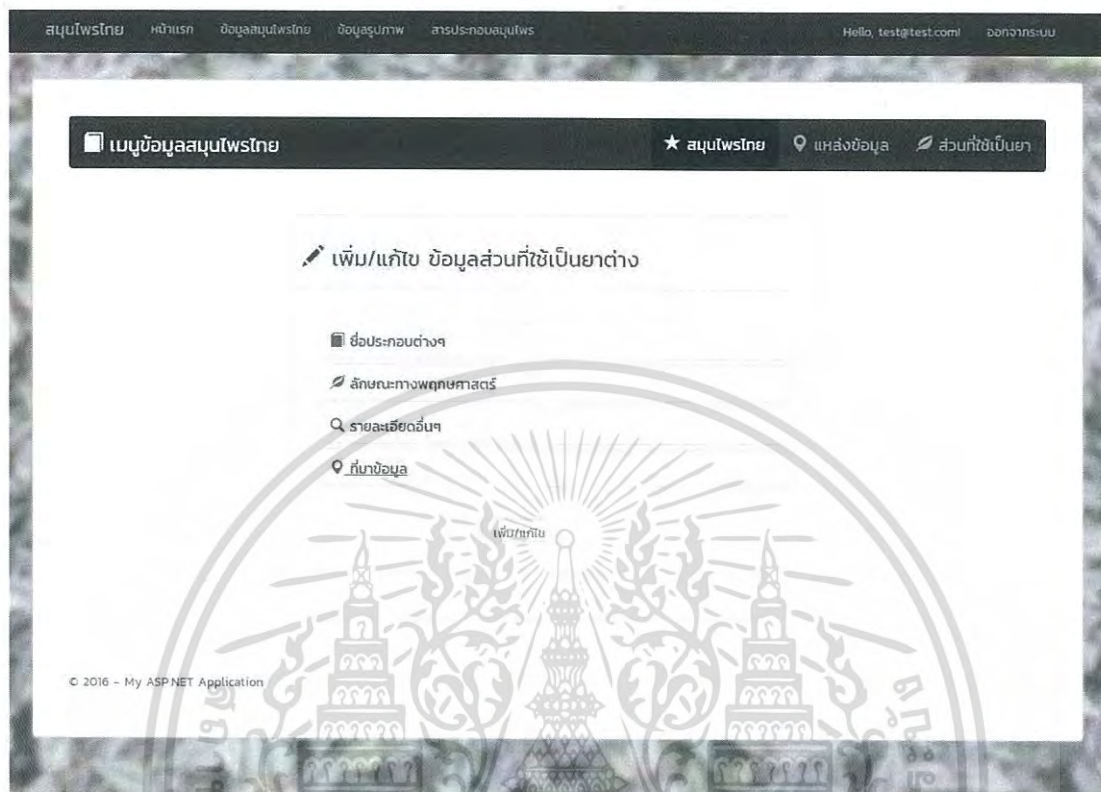 สมุนไพรไทย หน้าแรก ข้อมูลสมุนไพรไทย ข้อมูลรูปภาพ สารประกอบสมุนไพร Hello, test@test.com! ออกจากระบบ
เมนูข้อมูลสมุนไพรไทย สมุนไพรไทย แหล่งข้อมูล ส่วนที่ใช้เป็นยา
เพิ่ม/แก้ไข ข้อมูลส่วนที่ใช้เป็นยาต่าง
ชื่อประกอบต่างๆ
ลักษณะทางพฤกษศาสตร์
รายละเอียดอื่นๆ
ที่มาข้อมูล
เพิ่ม/แก้ไข
© 2016 - My ASP.NET Application